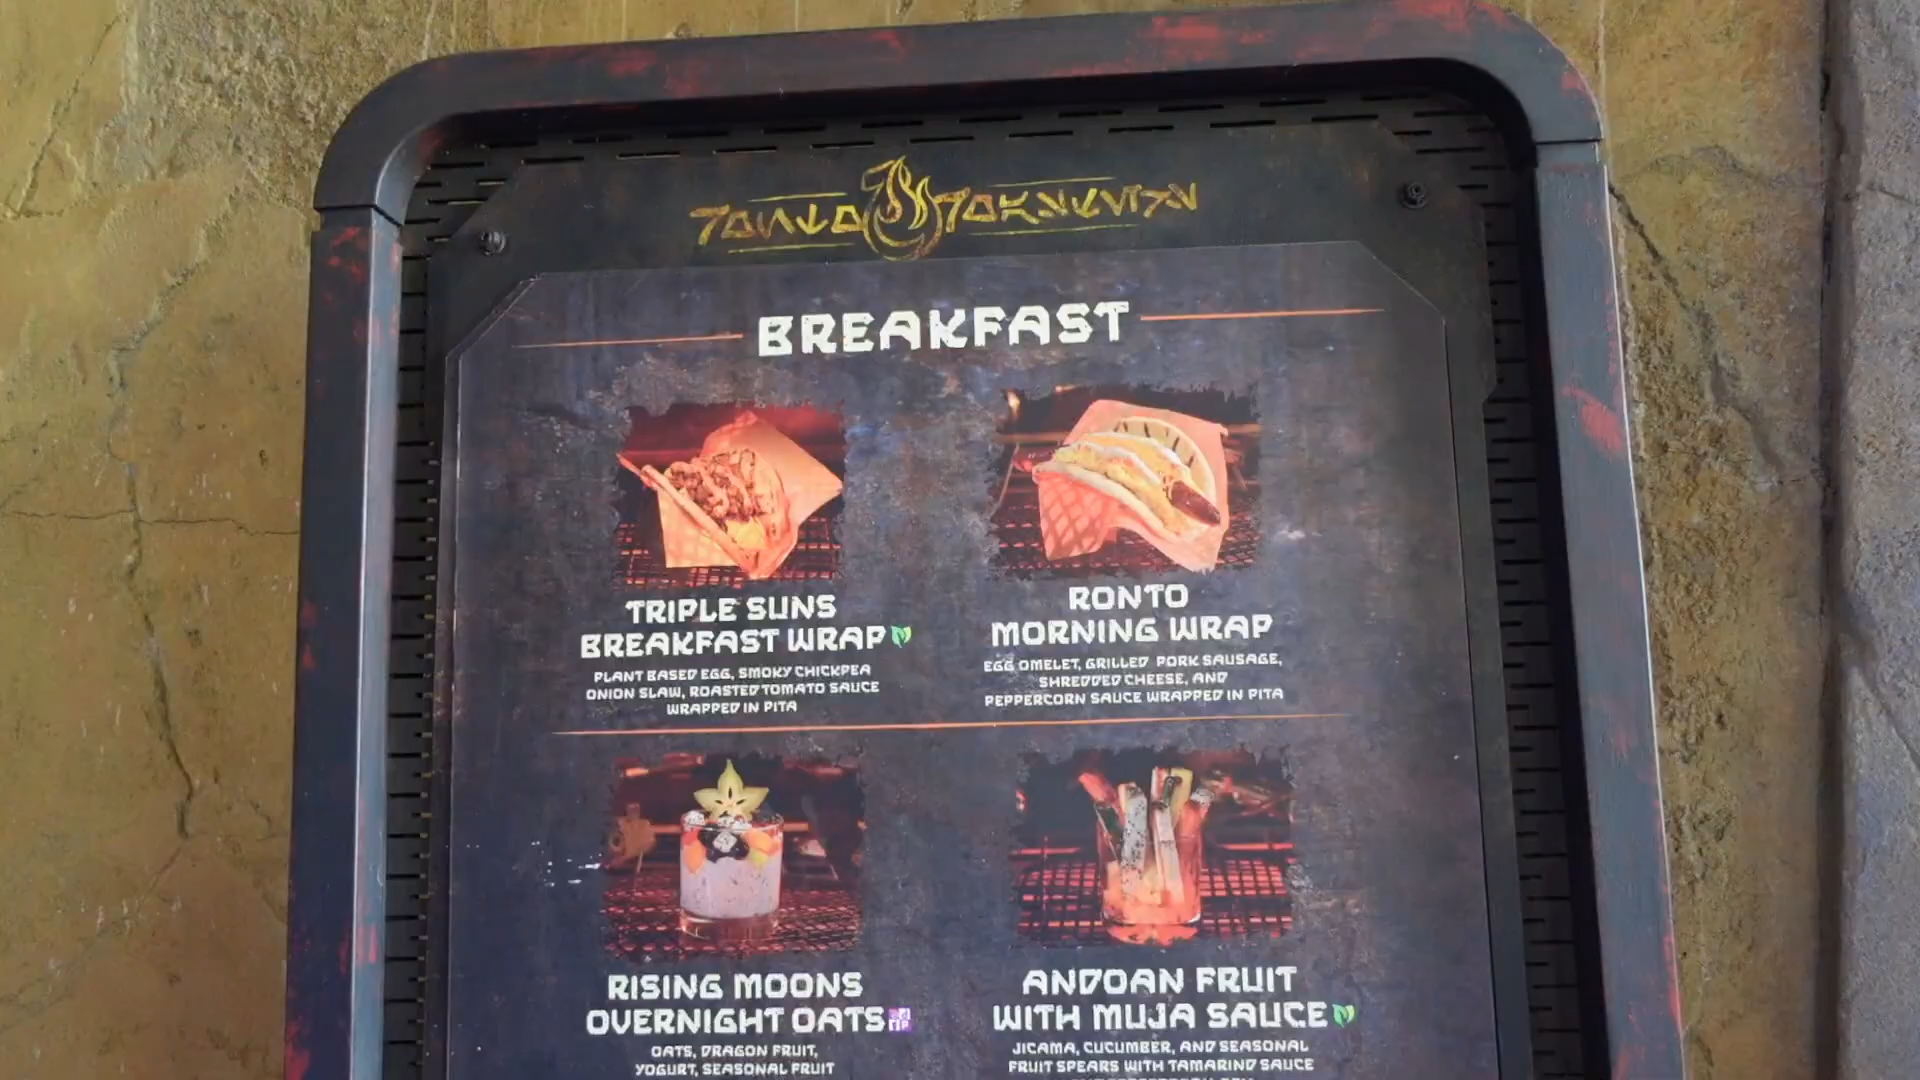 BREAKFAST
TRIPLE SUNS
BREAKFAST WRAP
PLANT BASED EGG, SMOKY CHICKPEA
ONION SLAW, ROASTED TOMATO SAUCE
WRAPPED IN PITA
RONTO
MORNING WRAP
EGG OMELET, GRILLED PORK SAUSAGE,
SHREDDED CHEESE, AND
PEPPERCORN SAUCE WRAPPED IN PITA
RISING MOONS
OVERNIGHT OATS
OATS, DRAGON FRUIT,
YOGURT, SEASONAL FRUIT
ANDOAN FRUIT
WITH MUJA SAUCE
JICAMA, CUCUMBER, AND SEASONAL
FRUIT SPEARS WITH TAMARIND SAUCE